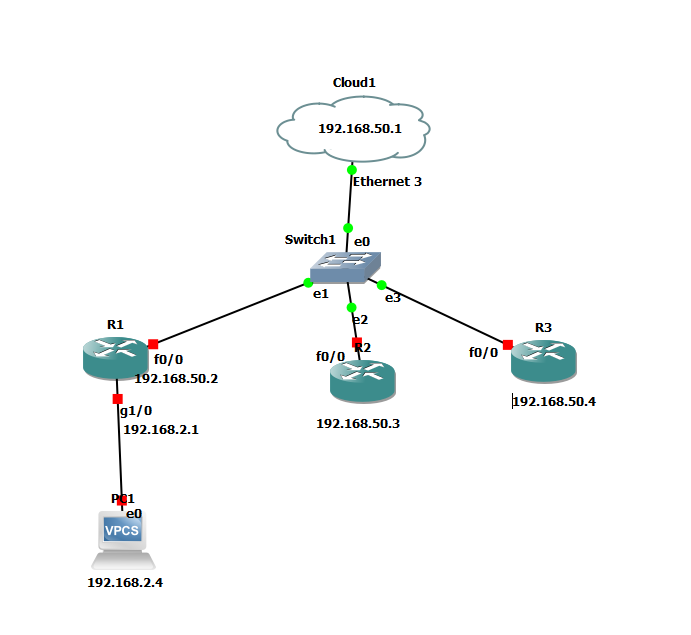 Cloud1
192.168.50.1
Ethernet 3
Switch1
e0
e1
e3
e2
R1
f0/0
192.168.50.2
R2
f0/0
192.168.50.3
R3
f0/0
192.168.50.4
g1/0
192.168.2.1
PC1
e0
VPCS
192.168.2.4